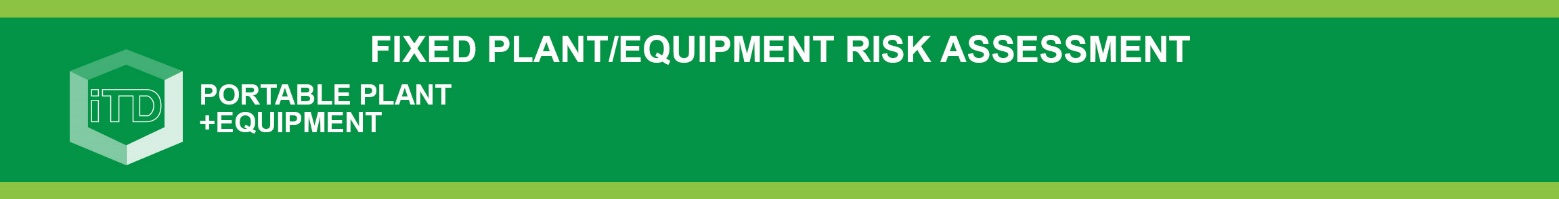 FIXED PLANT/EQUIPMENT RISK ASSESSMENT
iTD
PORTABLE PLANT
+EQUIPMENT